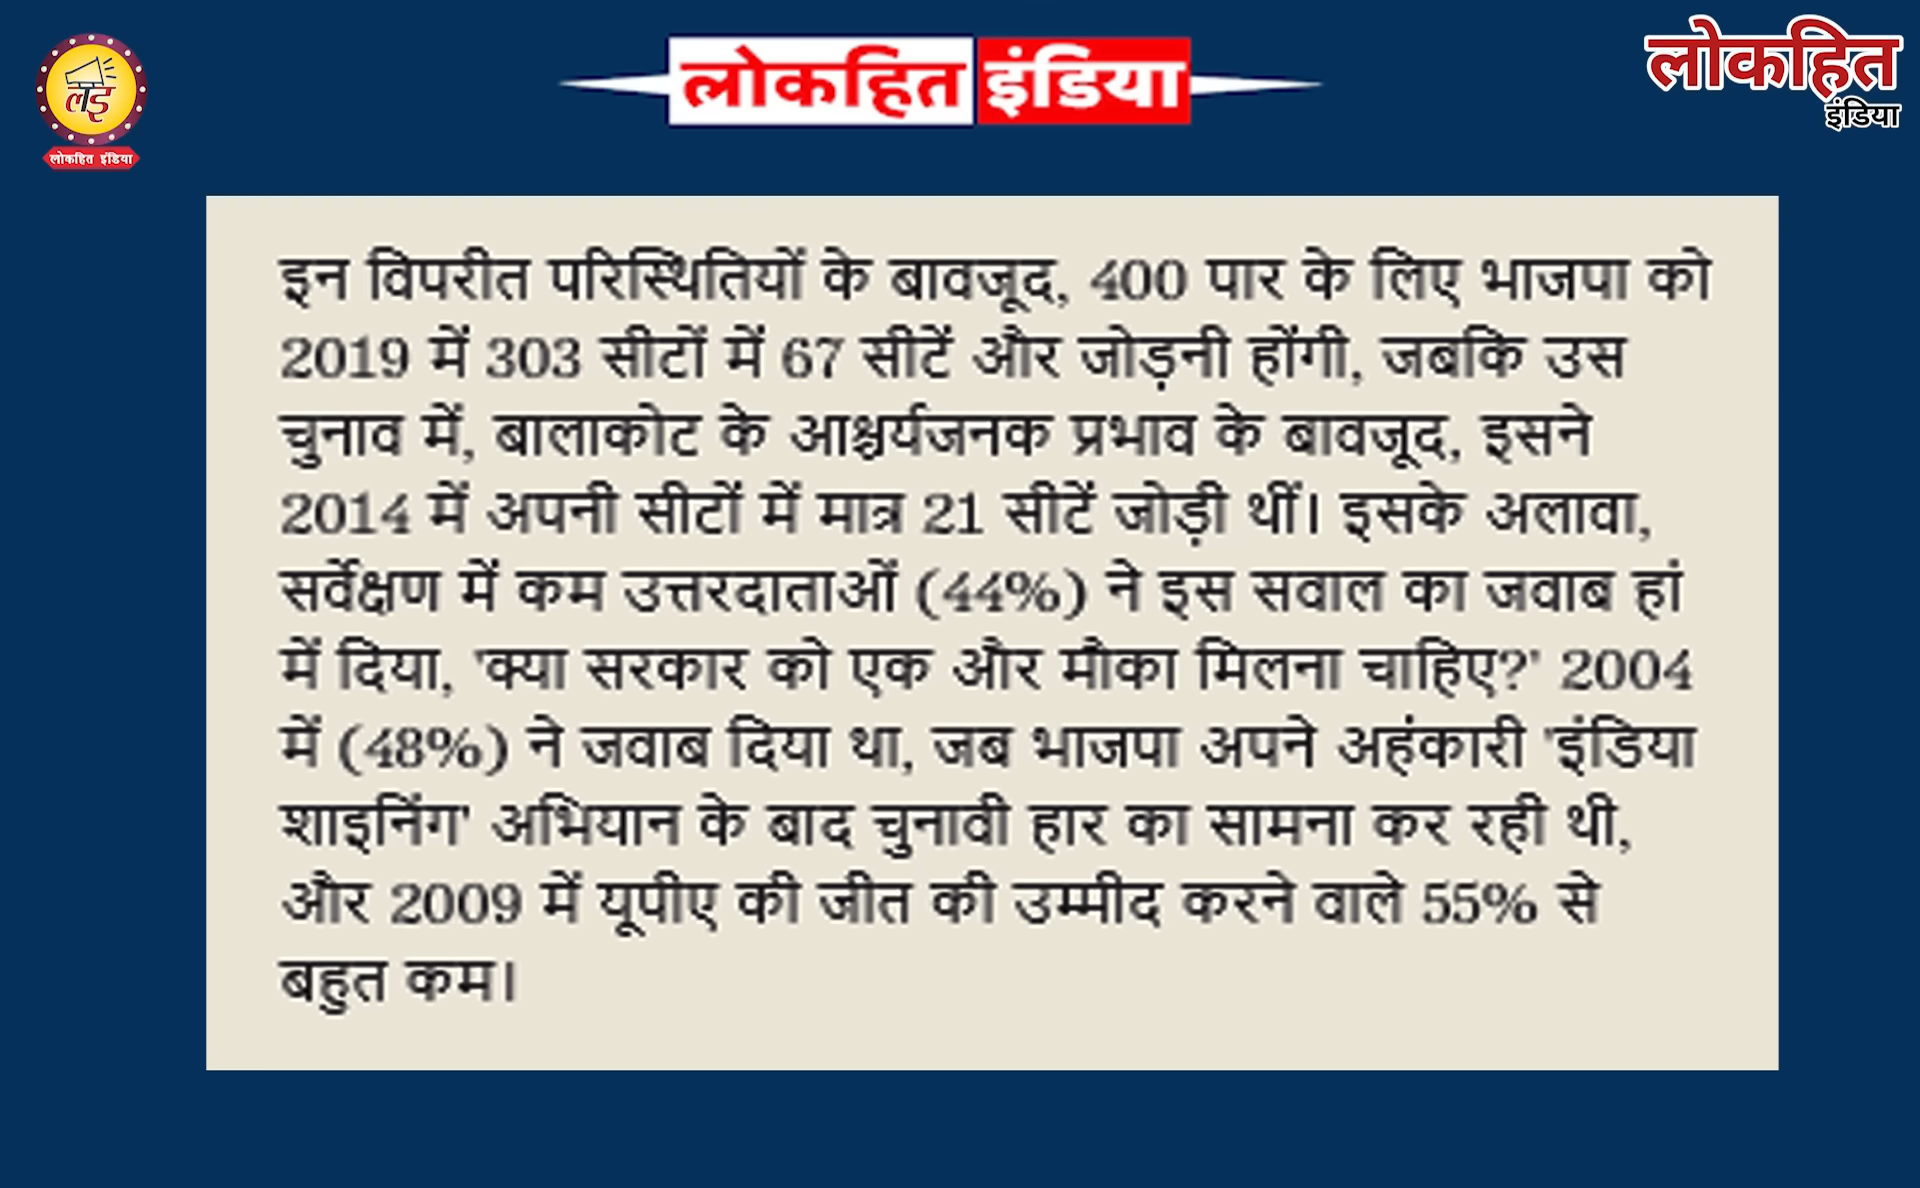 लोकहित इंडिया
लोकहित
इंडिया
लइ
लोकहित इंडिया
इन विपरीत परिस्थितियों के बावजूद, 400 पार के लिए भाजपा को
2019 में 303 सीटों में 67 सीटें और जोड़नी होंगी, जबकि उस
चुनाव में, बालाकोट के आश्चर्यजनक प्रभाव के बावजूद, इसने
2014 में अपनी सीटों में मात्र 21 सीटें जोड़ी थीं। इसके अलावा,
सर्वेक्षण में कम उत्तरदाताओं (44%) ने इस सवाल का जवाब हां
में दिया, 'क्या सरकार को एक और मौका मिलना चाहिए?' 2004
में (48%) ने जवाब दिया था, जब भाजपा अपने अहंकारी 'इंडिया
शाइनिंग' अभियान के बाद चुनावी हार का सामना कर रही थी,
और 2009 में यूपीए की जीत की उम्मीद करने वाले 55% से
बहुत कम।